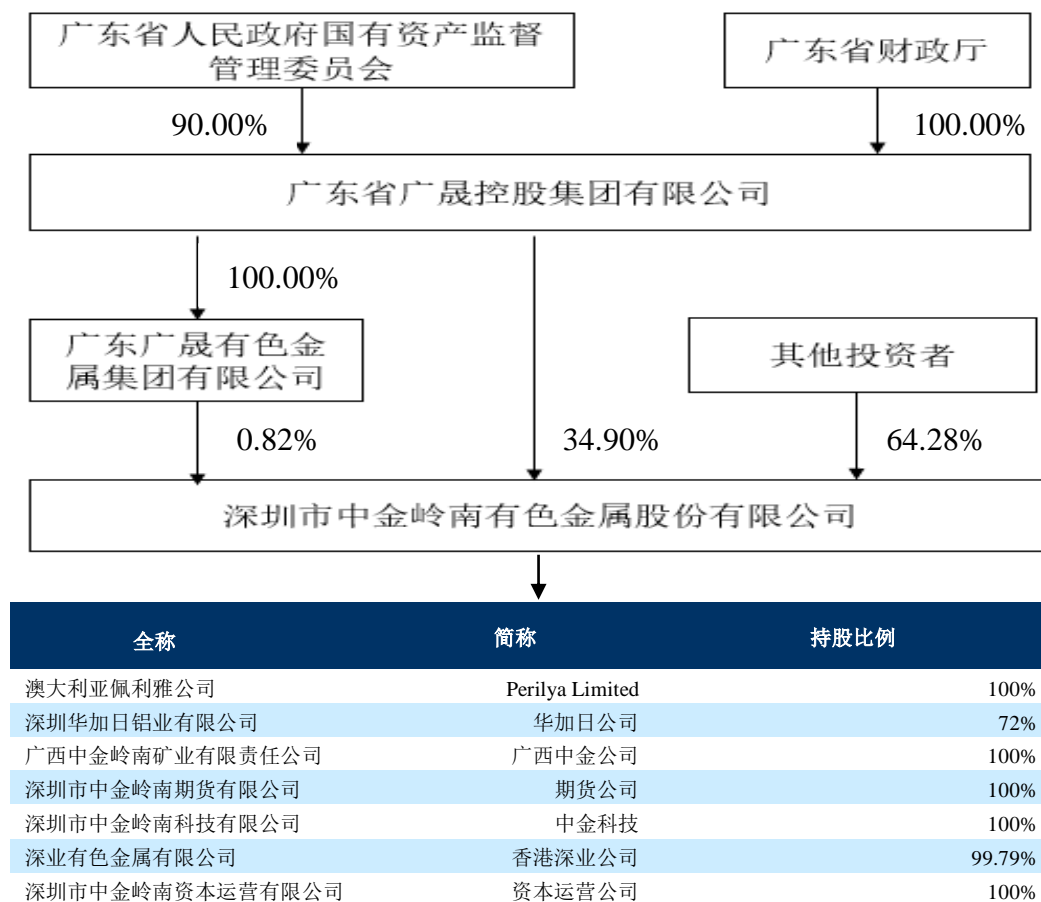 广东省人民政府国有资产监督
管理委员会
广东省财政厅
90.00%
100.00%
广东省广晟控股集团有限公司
100.00%
广东广晟有色金
属集团有限公司
其他投资者
0.82%
34.90%
64.28%
深圳市中金岭南有色金属股份有限公司
全称 简称 持股比例
澳大利亚佩利雅公司 Perilya Limited 100%
深圳华加日铝业有限公司 华加日公司 72%
广西中金岭南矿业有限责任公司 广西中金公司 100%
深圳市中金岭南期货有限公司 期货公司 100%
深圳市中金岭南科技有限公司 中金科技 100%
深业有色金属有限公司 香港深业公司 99.79%
深圳市中金岭南资本运营有限公司 资本运营公司 100%